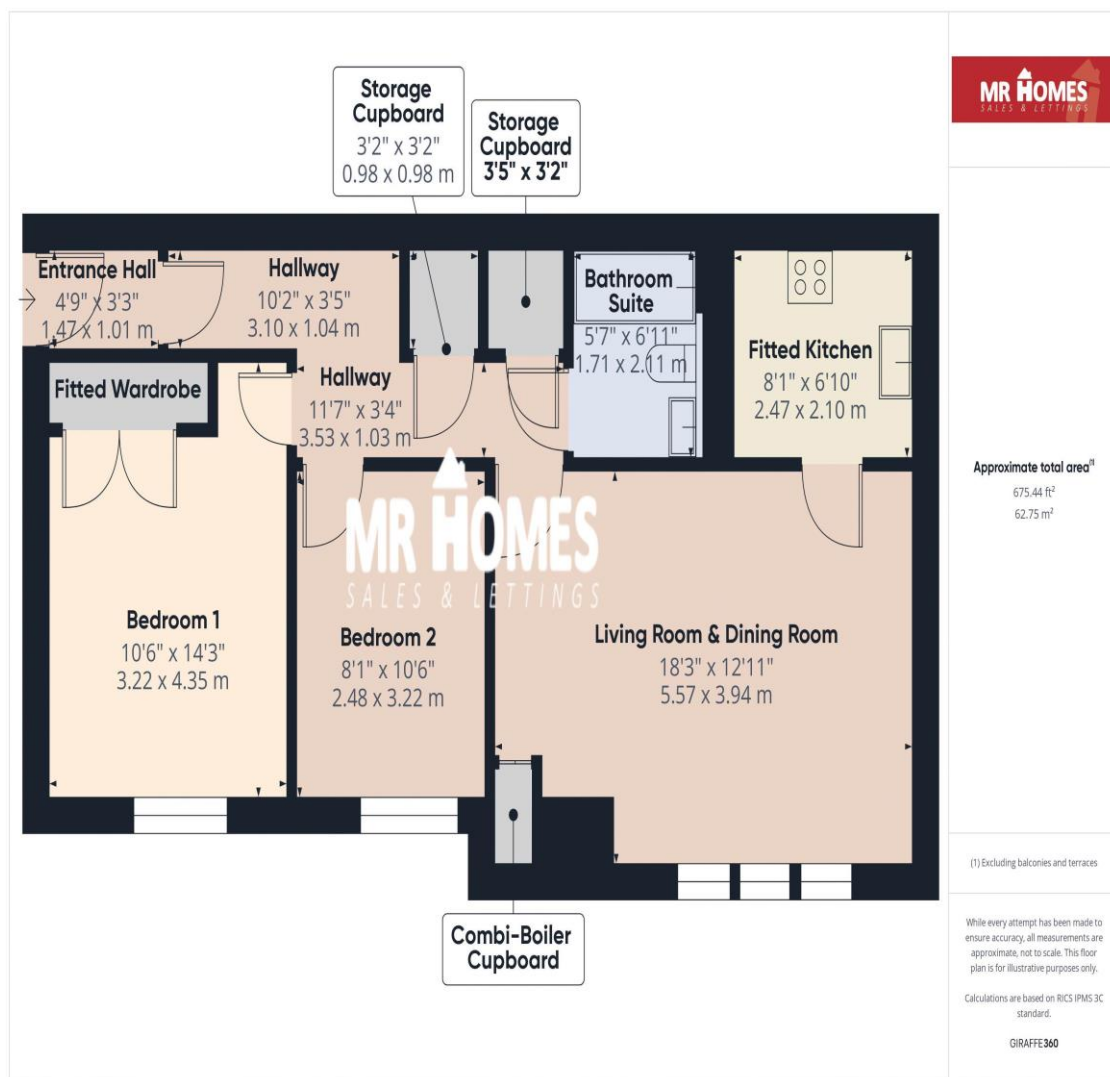 Storage
Cupboard
3'2" x 3'2"
0.98 x 0.98 m
Storage
Cupboard
3'5" x 3'2"
MR HOMES
SALES & LETTINGS
Entrance Hall
4'9" x 3'3"
1.47 x 1.01 m
Hallway
10'2" x 3'5"
3.10 x 1.04 m
Bathroom
Suite
5'7" x 6'11"
1.71 x 2.11 m
Fitted Kitchen
8'1" x 6'10"
2.47 x 2.10 m
Fitted Wardrobe
Hallway
11'7" x 3'4"
3.53 x 1.03 m
MR HOMES
SALES & LETTINGS
Bedroom 1
10'6" x 14'3"
3.22 x 4.35 m
Bedroom 2
8'1" x 10'6"
2.48 x 3.22 m
Living Room & Dining Room
18'3" x 12'11"
5.57 x 3.94 m
Combi-Boiler
Cupboard
Approximate total area(1)
675.44 ft²
62.75 m²
(1) Excluding balconies and terraces
While every attempt has been made to
ensure accuracy, all measurements are
approximate, not to scale. This floor
plan is for illustrative purposes only.
Calculations are based on RICS IPMS 3C
standard.
GIRAFFE360